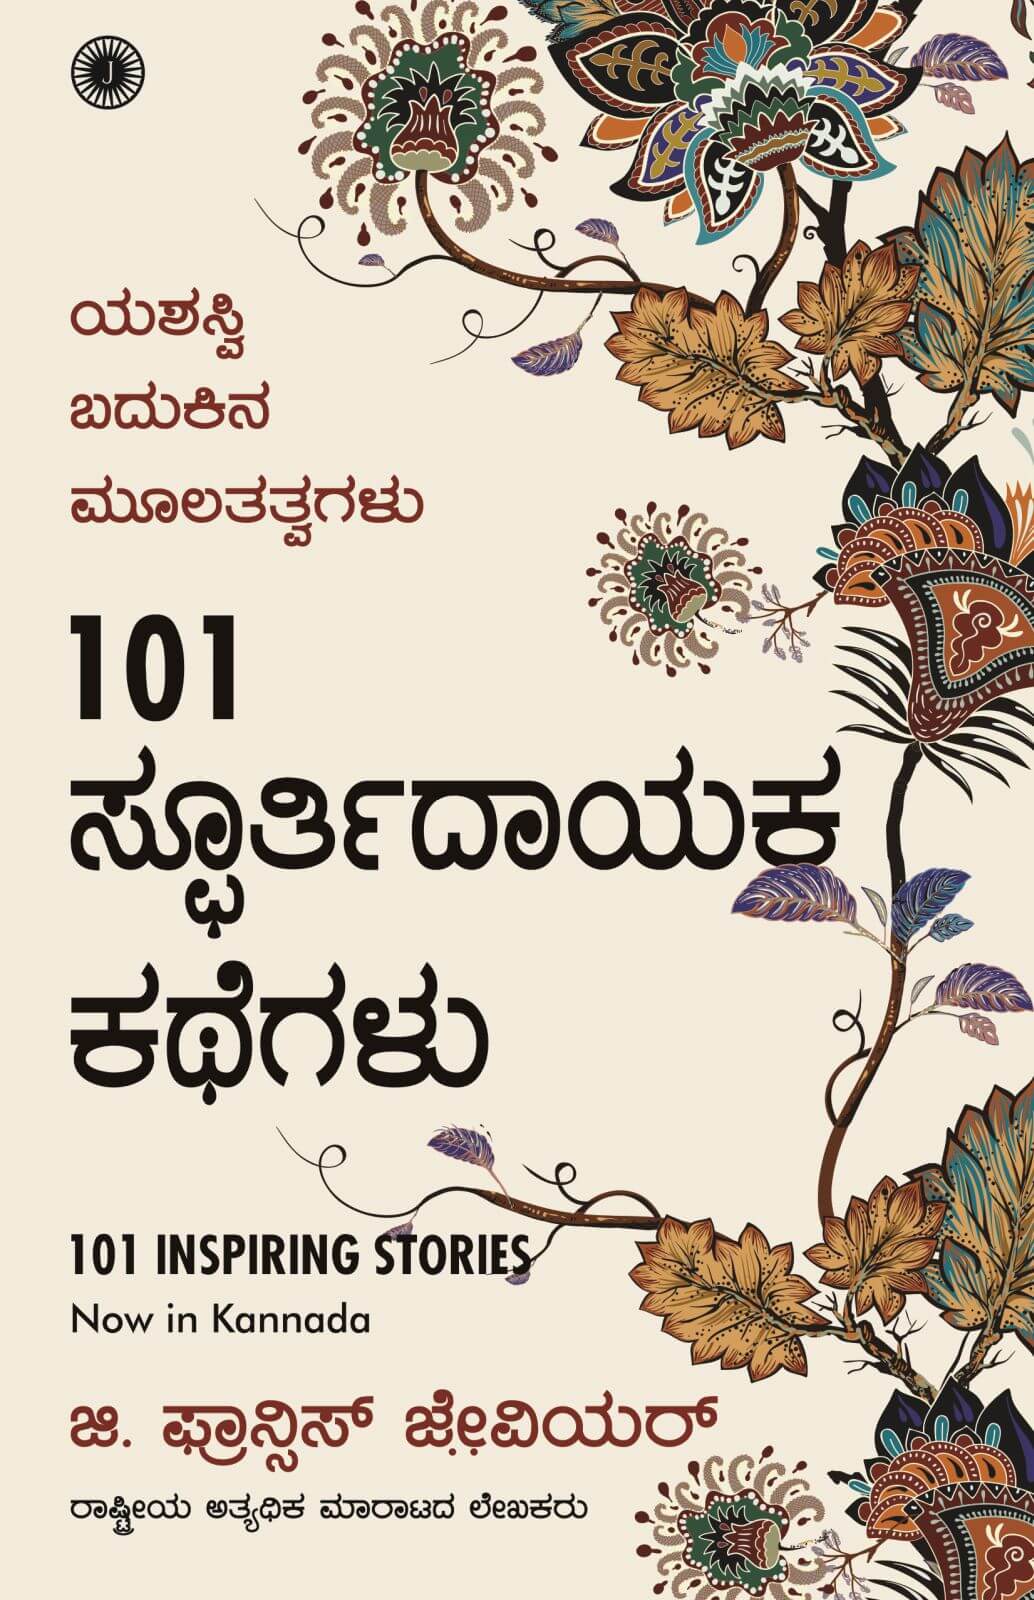 J
ಯಶಸ್ವಿ
ಬದುಕಿನ
ಮೂಲತತ್ವಗಳು
101
ಸ್ಫೂರ್ತಿದಾಯಕ
ಕಥೆಗಳು
101 INSPIRING STORIES
Now in Kannada
ಜಿ. ಫ್ರಾನ್ಸಿಸ್ ಜ಼ೇವಿಯರ್
ರಾಷ್ಟ್ರೀಯ ಅತ್ಯಧಿಕ ಮಾರಾಟದ ಲೇಖಕರು